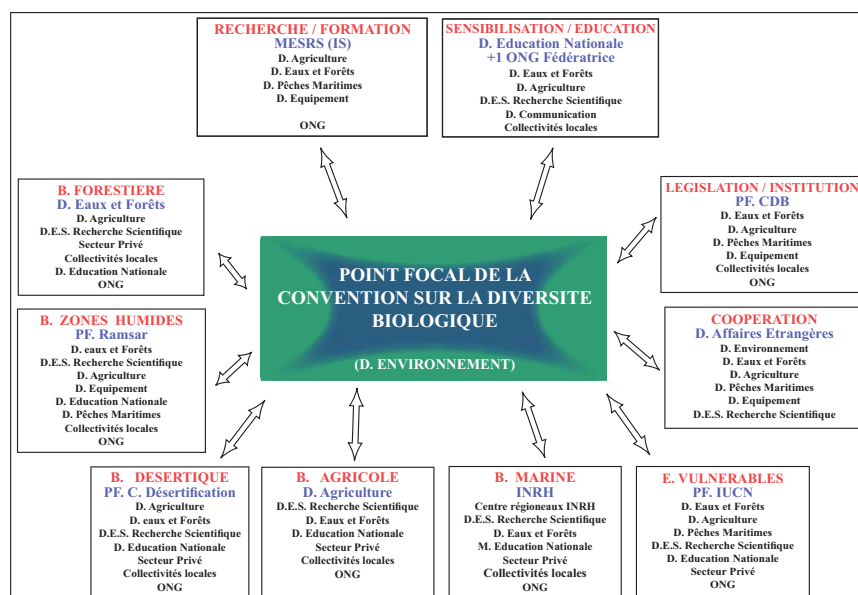 RECHERCHE / FORMATION
MESRS (IS)
D. Agriculture
D. Eaux et Forêts
D. Pêches Maritimes
D. Equipement
ONG
SENSIBILISATION / EDUCATION
D. Education Nationale
+1 ONG Fédératrice
D. Eaux et Forêts
D. Agriculture
D.E.S. Recherche Scientifique
D. Communication
Collectivités locales
B. FORESTIERE
D. Eaux et Forêts
D. Agriculture
D.E.S. Recherche Scientifique
Secteur Privé
Collectivités locales
D. Education Nationale
ONG
LEGISLATION / INSTITUTION
PF. CDB
D. Eaux et Forêts
D. Agriculture
D. Pêches Maritimes
D. Equipement
Collectivités locales
ONG
POINT FOCAL DE LA
CONVENTION SUR LA DIVERSITE
BIOLOGIQUE
(D. ENVIRONNEMENT)
B. ZONES HUMIDES
PF. Ramsar
D. eaux et Forêts
D.E.S. Recherche Scientifique
D. Agriculture
D. Equipement
D. Education Nationale
D. Pêches Maritimes
Collectivités locales
ONG
COOPERATION
D. Affaires Etrangères
D. Environnement
D. Eaux et Forêts
D. Agriculture
D. Pêches Maritimes
D. Equipement
D.E.S. Recherche Scientifique
B. DESERTIQUE
PF. C. Désertification
D. Agriculture
D. eaux et Forêts
D.E.S. Recherche Scientifique
D. Education Nationale
Secteur Privé
Collectivités locales
ONG
B. AGRICOLE
D. Agriculture
D.E.S. Recherche Scientifique
D. Eaux et Forêts
D. Education Nationale
Secteur Privé
Collectivités locales
ONG
B. MARINE
INRH
Centre régioneaux INRH
D.E.S. Recherche Scientifique
D. Eaux et Forêts
M. Education Nationale
Secteur Privé
Collectivités locales
ONG
E. VULNERABLES
PF. IUCN
D. Eaux et Forêts
D. Agriculture
D. Pêches Maritimes
D.E.S. Recherche Scientifique
D. Education Nationale
Secteur Privé
ONG